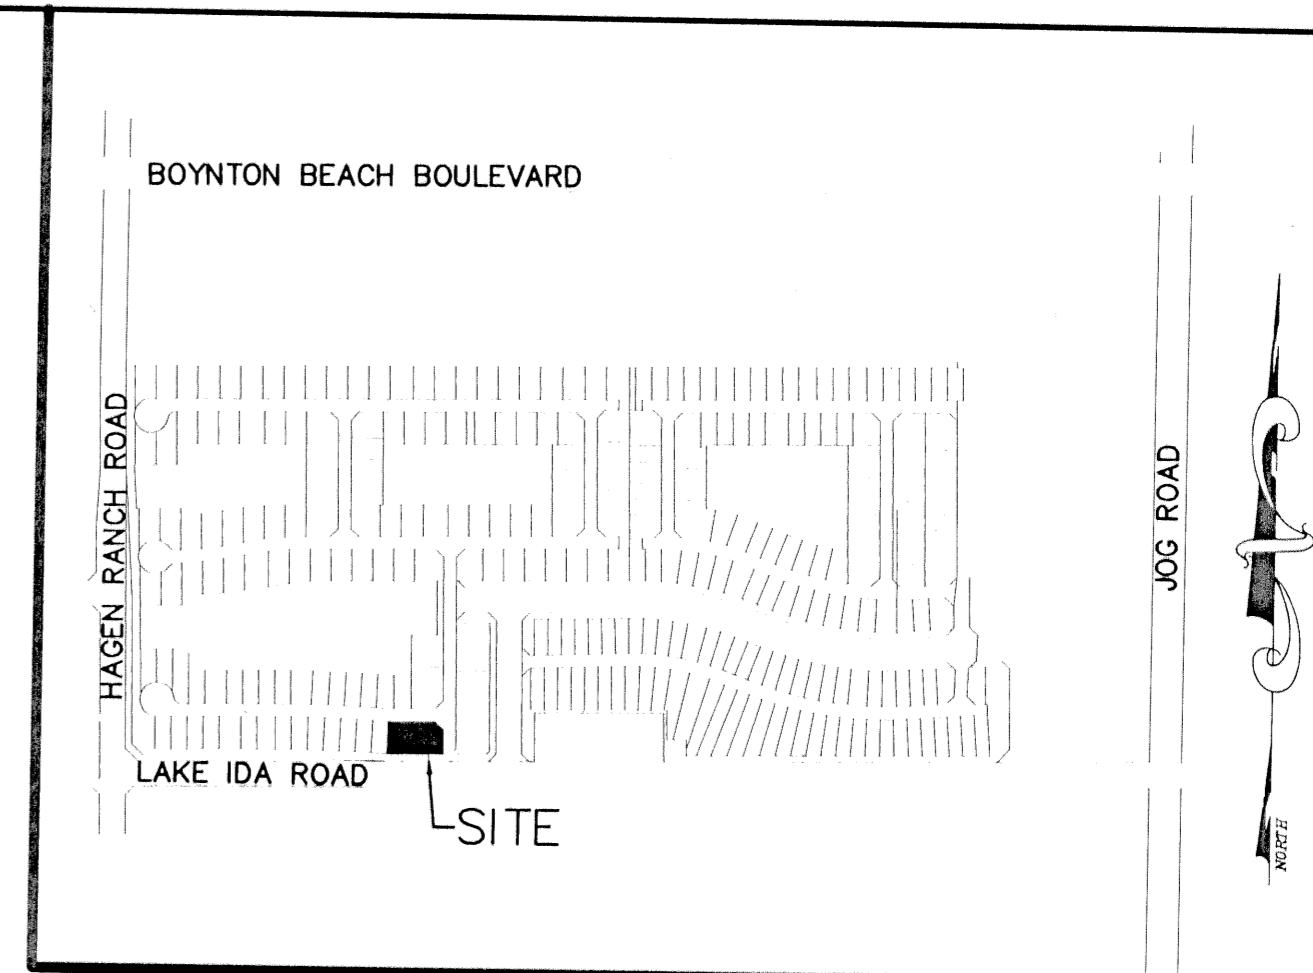 BOYNTON BEACH BOULEVARD
HAGEN RANCH ROAD
JOG ROAD
LAKE IDA ROAD
SITE
NORTH